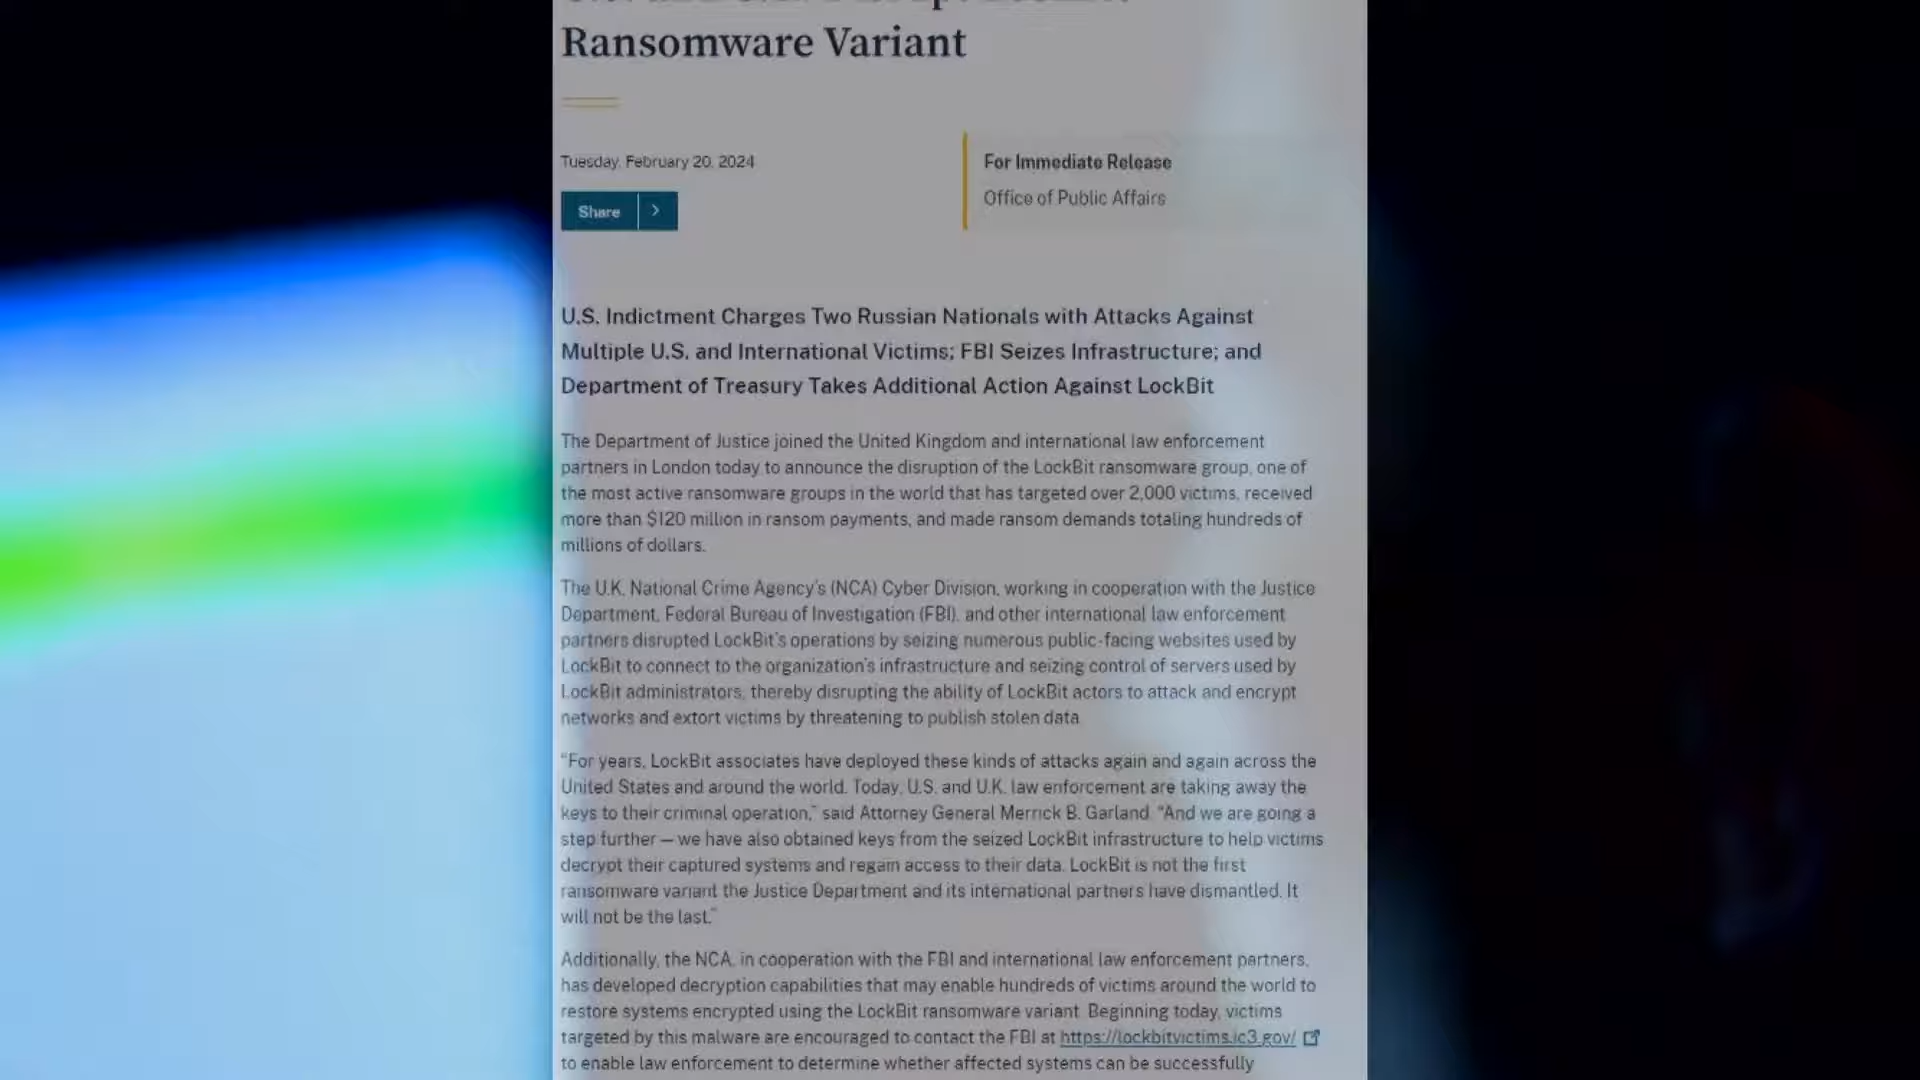 Ransomware Variant
Tuesday, February 20, 2024
Share
For Immediate Release
Office of Public Affairs
U.S. Indictment Charges Two Russian Nationals with Attacks Against
Multiple U.S. and International Victims; FBI Seizes Infrastructure; and
Department of Treasury Takes Additional Action Against LockBit
The Department of Justice joined the United Kingdom and international law enforcement
partners in London today to announce the disruption of the LockBit ransomware group, one of
the most active ransomware groups in the world that has targeted over 2,000 victims, received
more than $120 million in ransom payments, and made ransom demands totaling hundreds of
millions of dollars.
The U.K. National Crime Agency's (NCA) Cyber Division, working in cooperation with the Justice
Department, Federal Bureau of Investigation (FBI), and other international law enforcement
partners disrupted LockBit's operations by seizing numerous public-facing websites used by
LockBit to connect to the organization's infrastructure and seizing control of servers used by
LockBit administrators, thereby disrupting the ability of LockBit actors to attack and encrypt
networks and extort victims by threatening to publish stolen data.
"For years, LockBit associates have deployed these kinds of attacks again and again across the
United States and around the world. Today, U.S. and U.K. law enforcement are taking away the
keys to their criminal operation," said Attorney General Merrick B. Garland. "And we are going a
step further — we have also obtained keys from the seized LockBit infrastructure to help victims
decrypt their captured systems and regain access to their data. LockBit is not the first
ransomware variant the Justice Department and its international partners have dismantled. It
will not be the last."
Additionally, the NCA, in cooperation with the FBI and international law enforcement partners,
has developed decryption capabilities that may enable hundreds of victims around the world to
restore systems encrypted using the LockBit ransomware variant. Beginning today, victims
targeted by this malware are encouraged to contact the FBI at https://lockbitvictims.ic3.gov/
to enable law enforcement to determine whether affected systems can be successfully